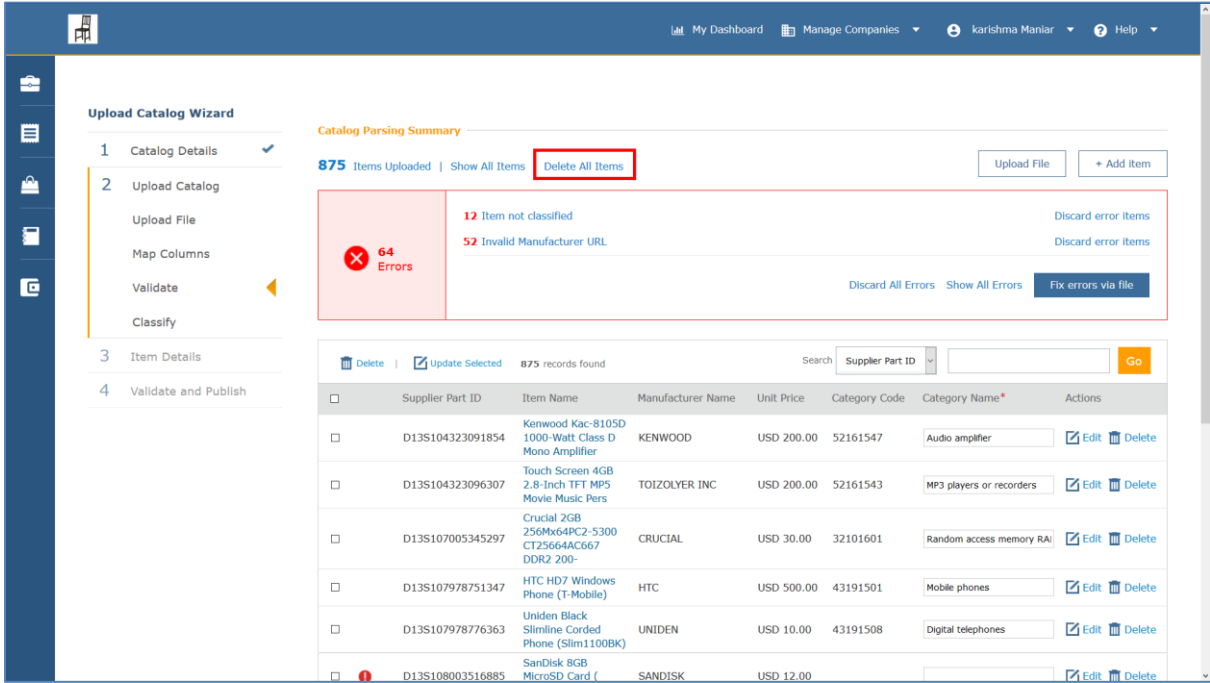 My Dashboard Manage Companies karishma Maniar Help
Upload Catalog Wizard
1 Catalog Details
2 Upload Catalog
Upload File
Map Columns
Validate
Classify
3 Item Details
4 Validate and Publish
Catalog Parsing Summary
875 Items Uploaded | Show All Items Delete All Items Upload File + Add item
64
Errors
12 Item not classified Discard error items
52 Invalid Manufacturer URL Discard error items
Discard All Errors Show All Errors Fix errors via file
Delete | Update Selected 875 records found Search Supplier Part ID Go
Supplier Part ID Item Name Manufacturer Name Unit Price Category Code Category Name* Actions
Kenwood Kac-8105D
D13S104323091854 1000-Watt Class D KENWOOD USD 200.00 52161547 Audio amplifier Edit Delete
Mono Amplifier
Touch Screen 4GB
D13S104323096307 2.8-Inch TFT MP5 TOIZOLYER INC USD 200.00 52161543 MP3 players or recorders Edit Delete
Movie Music Pers
Crucial 2GB
256Mx64PC2-5300
D13S107005345297 CT25664AC667 CRUCIAL USD 30.00 32101601 Random access memory RAI Edit Delete
DDR2 200-
HTC HD7 Windows
D13S107978751347 Phone (T-Mobile) HTC USD 500.00 43191501 Mobile phones Edit Delete
Uniden Black
D13S107978776363 Slimline Corded UNIDEN USD 10.00 43191508 Digital telephones Edit Delete
Phone (Slim1100BK)
SanDisk 8GB
D13S108003516885 MicroSD Card ( SANDISK USD 12.00 Edit Delete